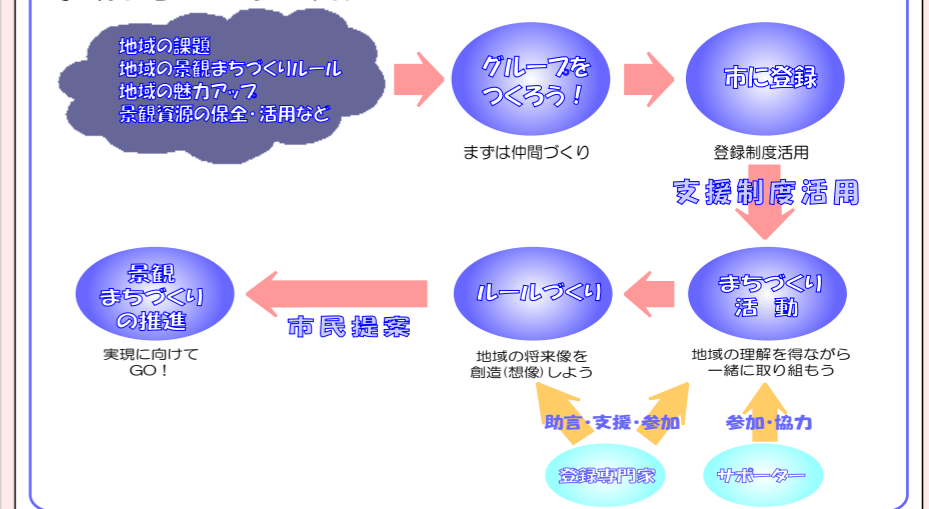 地域の課題
地域の景観まちづくりルール
地域の魅力アップ
景観資源の保全・活用など
グループを
つくろう！
市に登録
まずは仲間づくり
登録制度活用
支援制度活用
景観
まちづくり
の推進
市民提案
ルールづくり
まちづくり
活　動
実現に向けて
GO！
地域の将来像を
創造(想像)しよう
地域の理解を得ながら
一緒に取り組もう
助言・支援・参加
参加・協力
登録専門家
サポーター